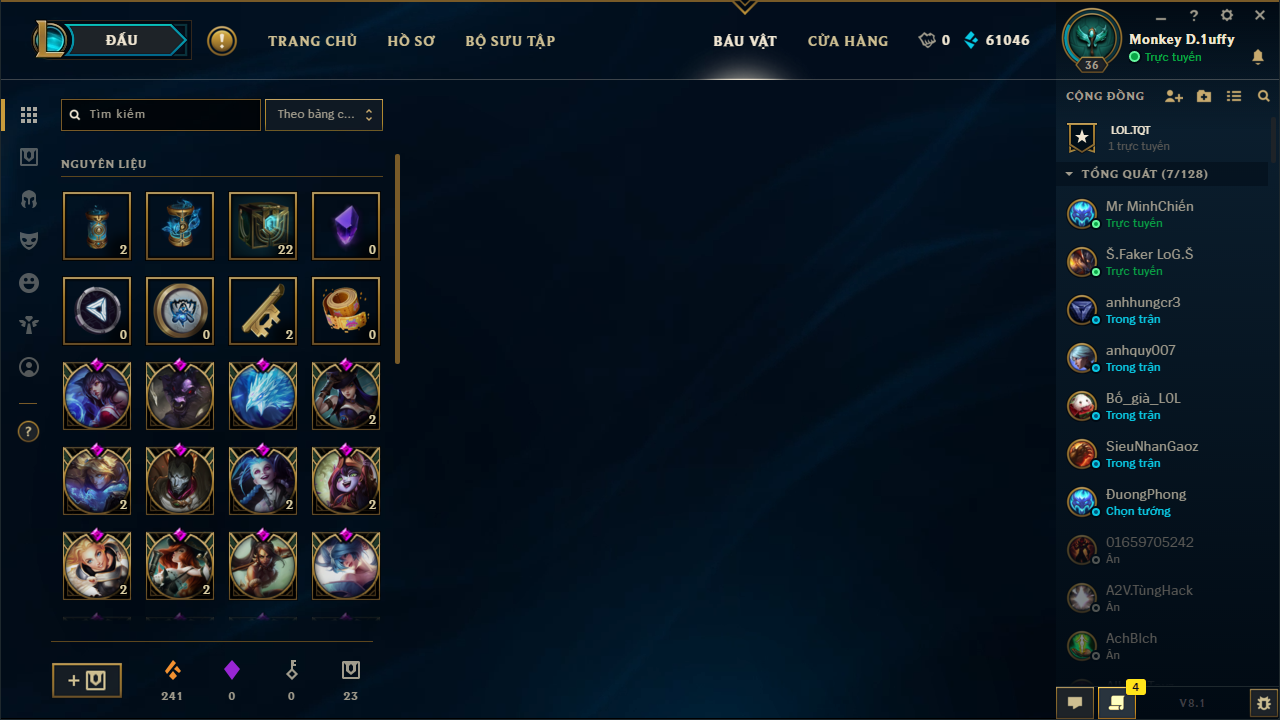 ĐẤU
TRANG CHỦ
HỒ SƠ
BỘ SƯU TẬP
BÁU VẬT
CỬA HÀNG
0
61046
36
Monkey D.1uffy
Trực tuyến
Tìm kiếm
Theo bảng c...
NGUYÊN LIỆU
2
22
0
0
0
2
0
2
2
2
2
2
2
241
0
0
23
CỘNG ĐỒNG
LOL.TQT
1 trực tuyến
TỔNG QUÁT (7/128)
Mr MinhChiến
Trực tuyến
Š.Faker LoG.Š
Trực tuyến
anhhungcr3
Trong trận
anhquy007
Trong trận
Bố_già_L0L
Trong trận
SieuNhanGaoz
Trong trận
ĐuongPhong
Chọn tướng
01659705242
Ẩn
A2V.TùngHack
Ẩn
AchBIch
Ẩn
4
V8.1